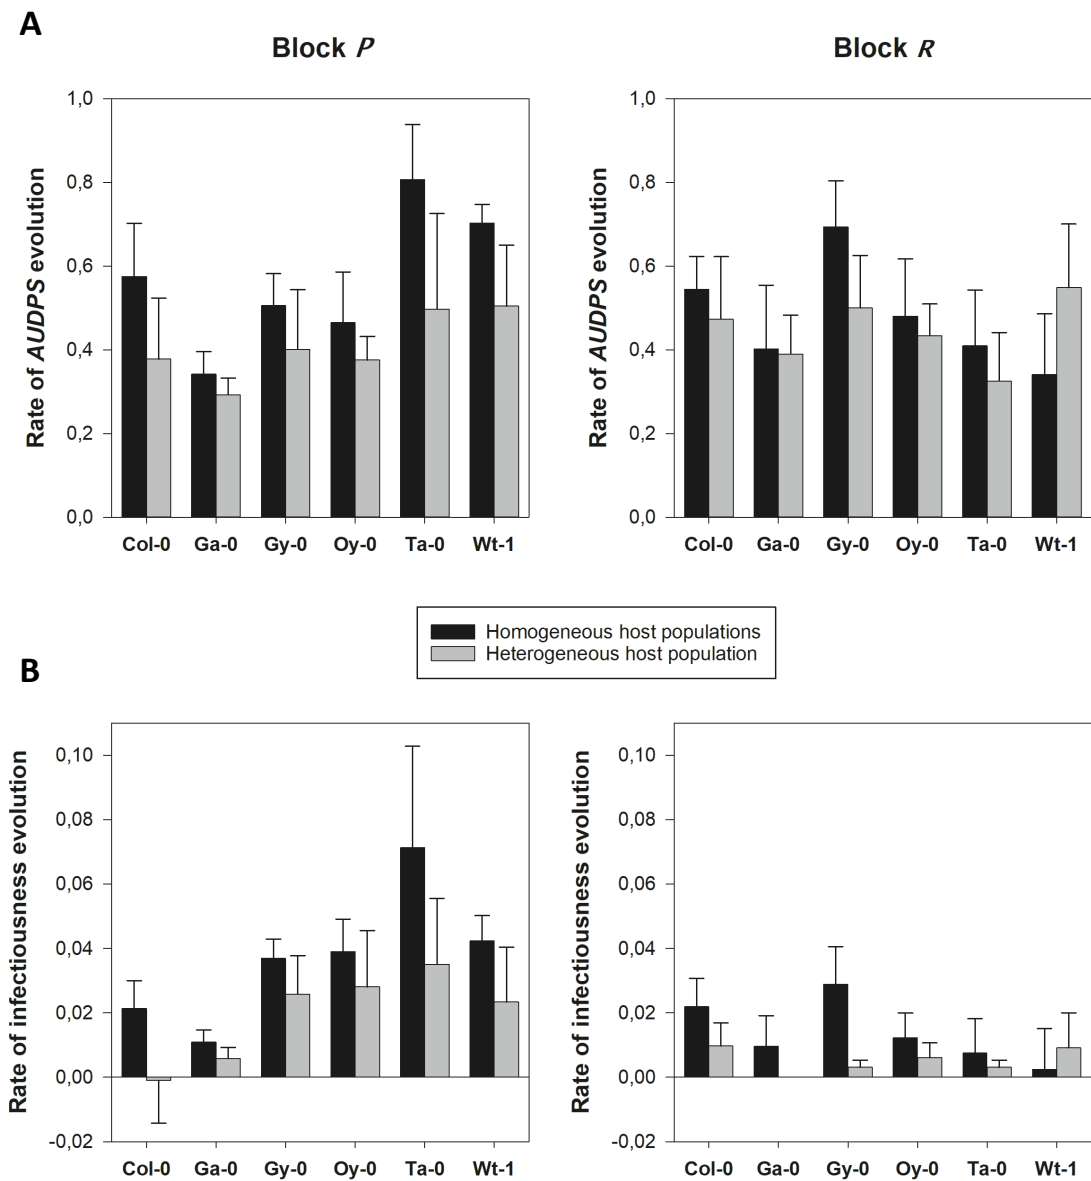 A
Block P
Block R
Rate of AUDPS evolution
1,0
0,8
0,6
0,4
0,2
0,0
Col-0 Ga-0 Gy-0 Oy-0 Ta-0 Wt-1
Rate of AUDPS evolution
1,0
0,8
0,6
0,4
0,2
0,0
Col-0 Ga-0 Gy-0 Oy-0 Ta-0 Wt-1
Homogeneous host populations
Heterogeneous host population
B
Rate of infectiousness evolution
0,10
0,08
0,06
0,04
0,02
0,00
-0,02
Col-0 Ga-0 Gy-0 Oy-0 Ta-0 Wt-1
Rate of infectiousness evolution
0,10
0,08
0,06
0,04
0,02
0,00
-0,02
Col-0 Ga-0 Gy-0 Oy-0 Ta-0 Wt-1